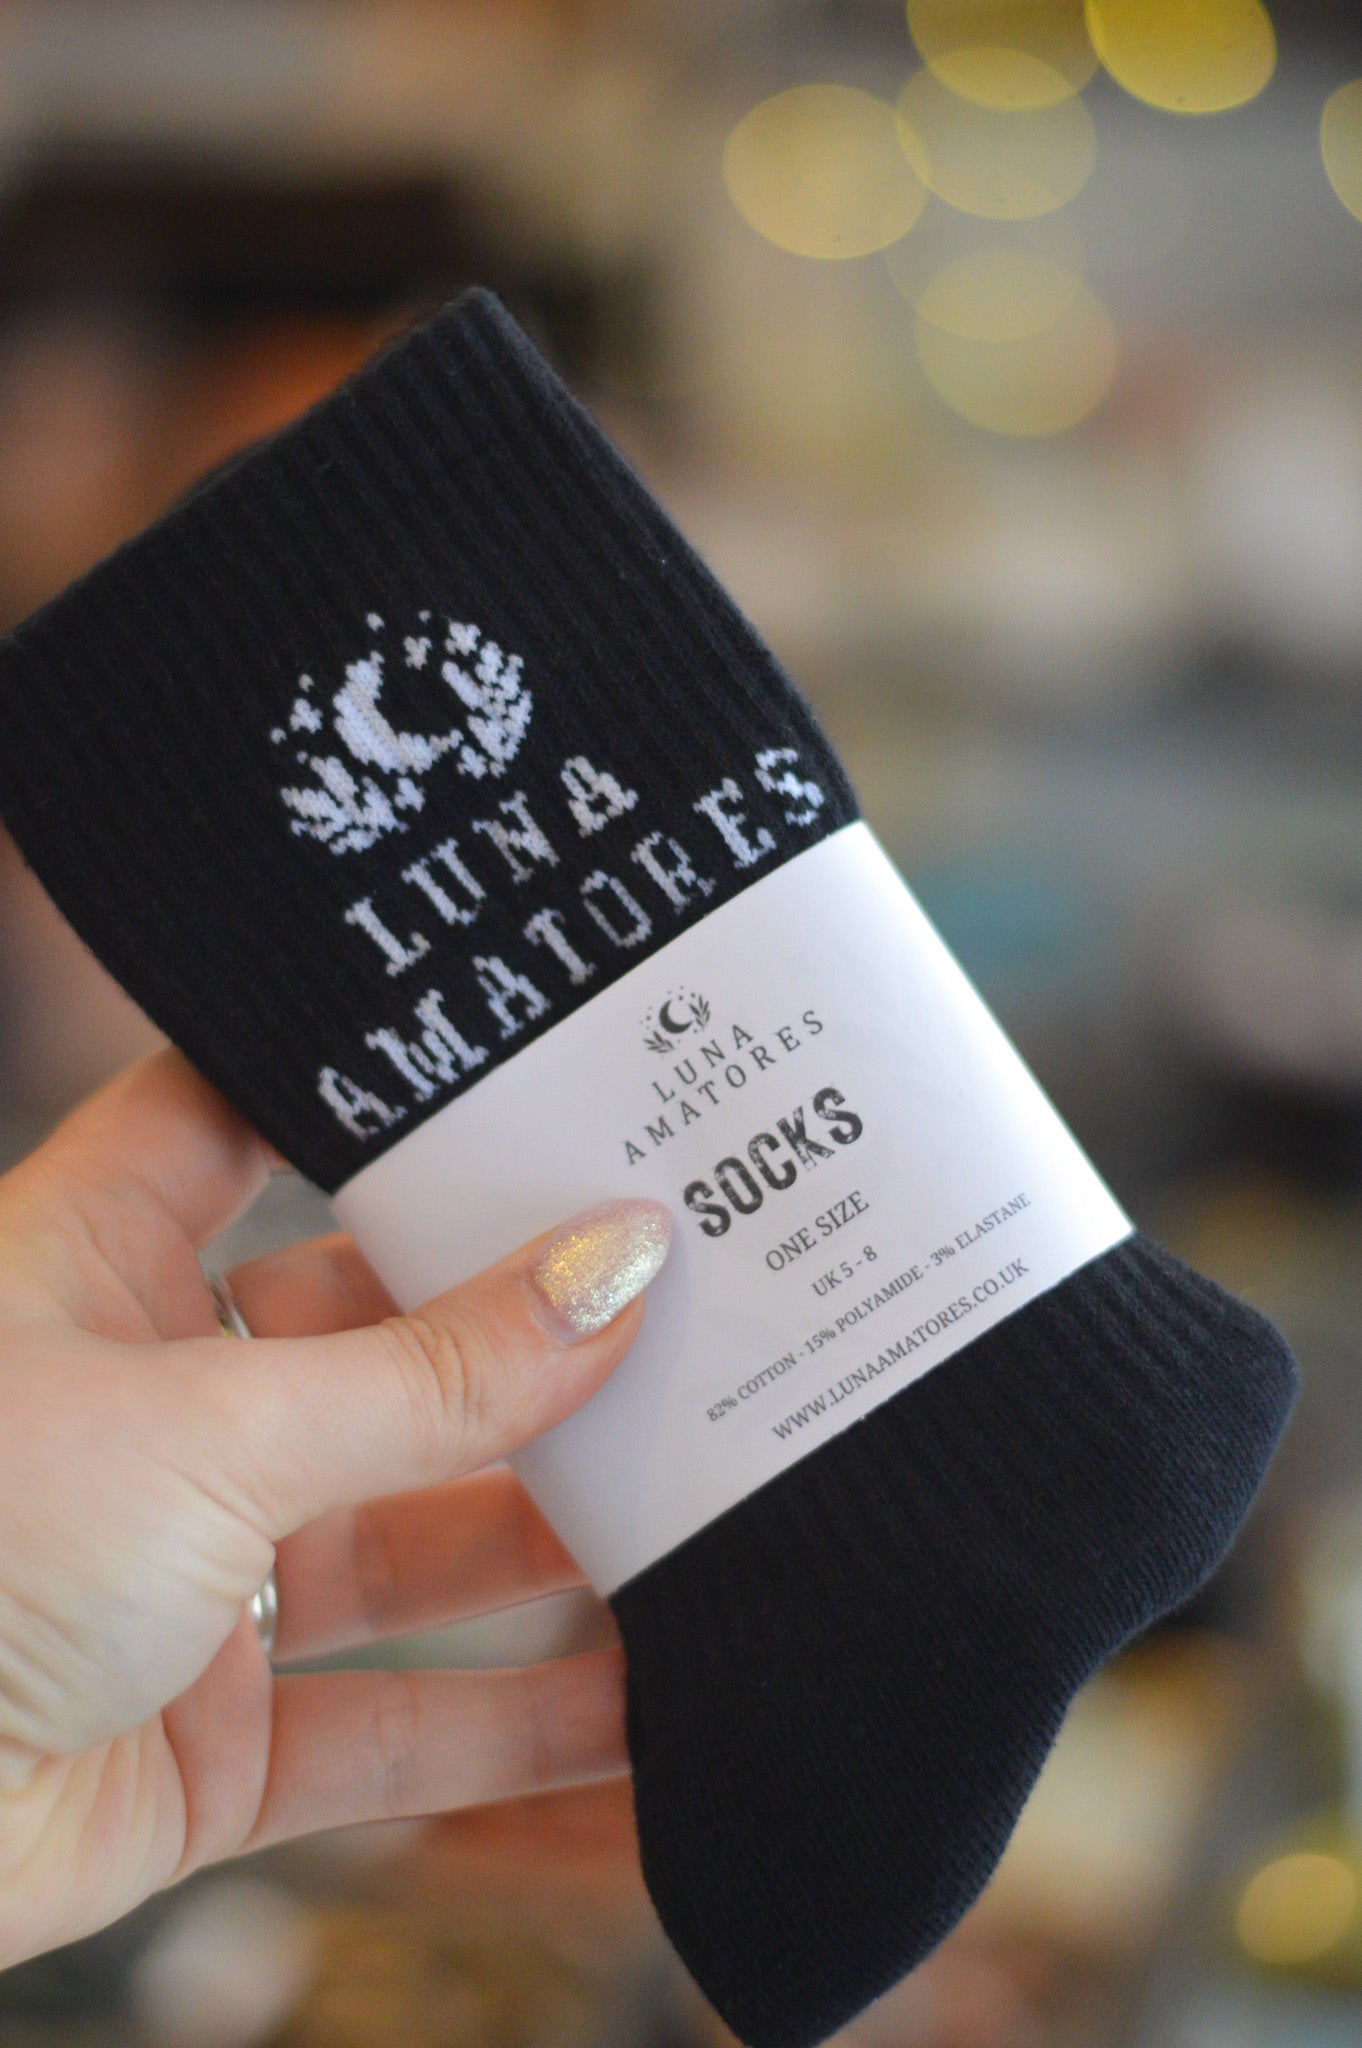 LUNA
AMATORES
LUNA
AMATORES
SOCKS
ONE SIZE
UK 5 - 8
82% COTTON - 15% POLYAMIDE - 3% ELASTANE
WWW.LUNAAMATORES.CO.UK